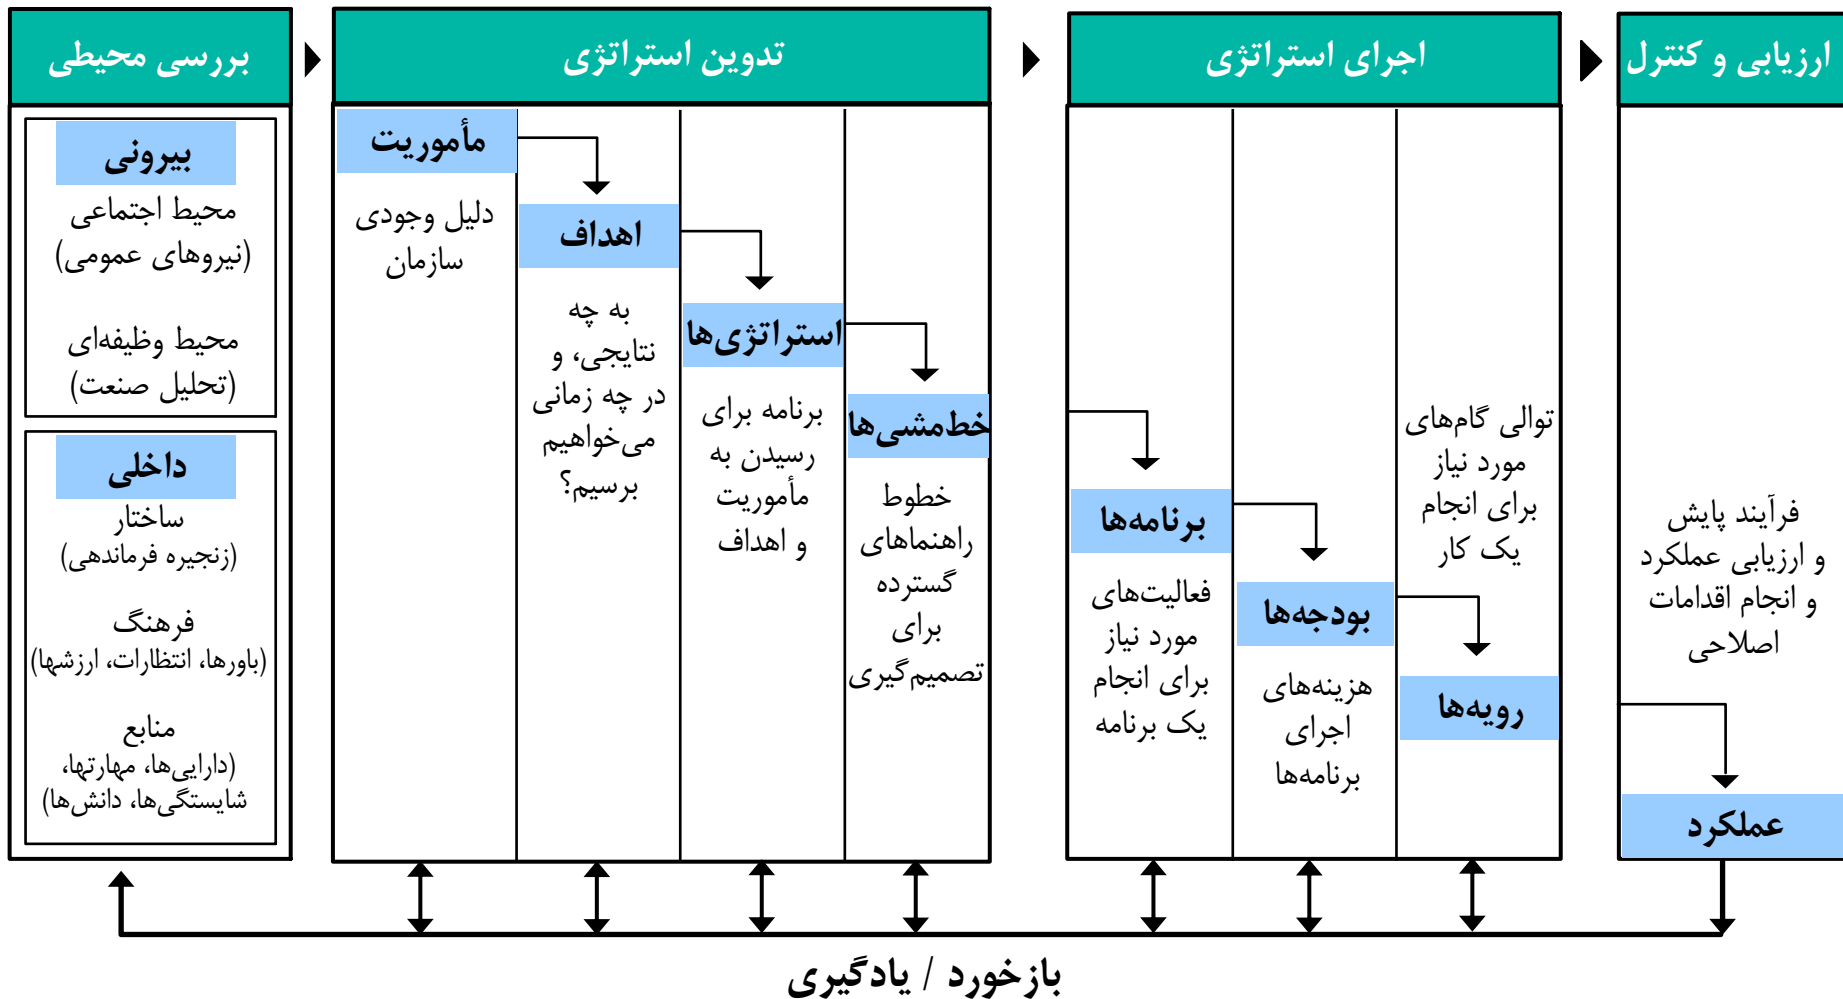 بررسی محیطی
بیرونی
محیط اجتماعی
(نیروهای عمومی)
محیط وظیفه‌ای
(تحلیل صنعت)
داخلی
ساختار
(زنجیره فرماندهی)
فرهنگ
(باورها، انتظارات، ارزشها)
منابع
(دارایی‌ها، مهارتها،
شایستگی‌ها، دانش‌ها)
تدوین استراتژی
مأموریت
دلیل وجودی
سازمان
اهداف
به چه
نتایجی، و
در چه زمانی
می‌خواهیم
برسیم؟
استراتژی‌ها
برنامه برای
رسیدن به
مأموریت
و اهداف
خط‌مشی‌ها
خطوط
راهنماهای
گسترده
برای
تصمیم‌گیری
اجرای استراتژی
برنامه‌ها
فعالیت‌های
مورد نیاز
برای انجام
یک برنامه
بودجه‌ها
هزینه‌های
اجرای
برنامه‌ها
توالی گام‌های
مورد نیاز
برای انجام
یک کار
رویه‌ها
ارزیابی و کنترل
فرآیند پایش
و ارزیابی عملکرد
و انجام اقدامات
اصلاحی
عملکرد
بازخورد / یادگیری